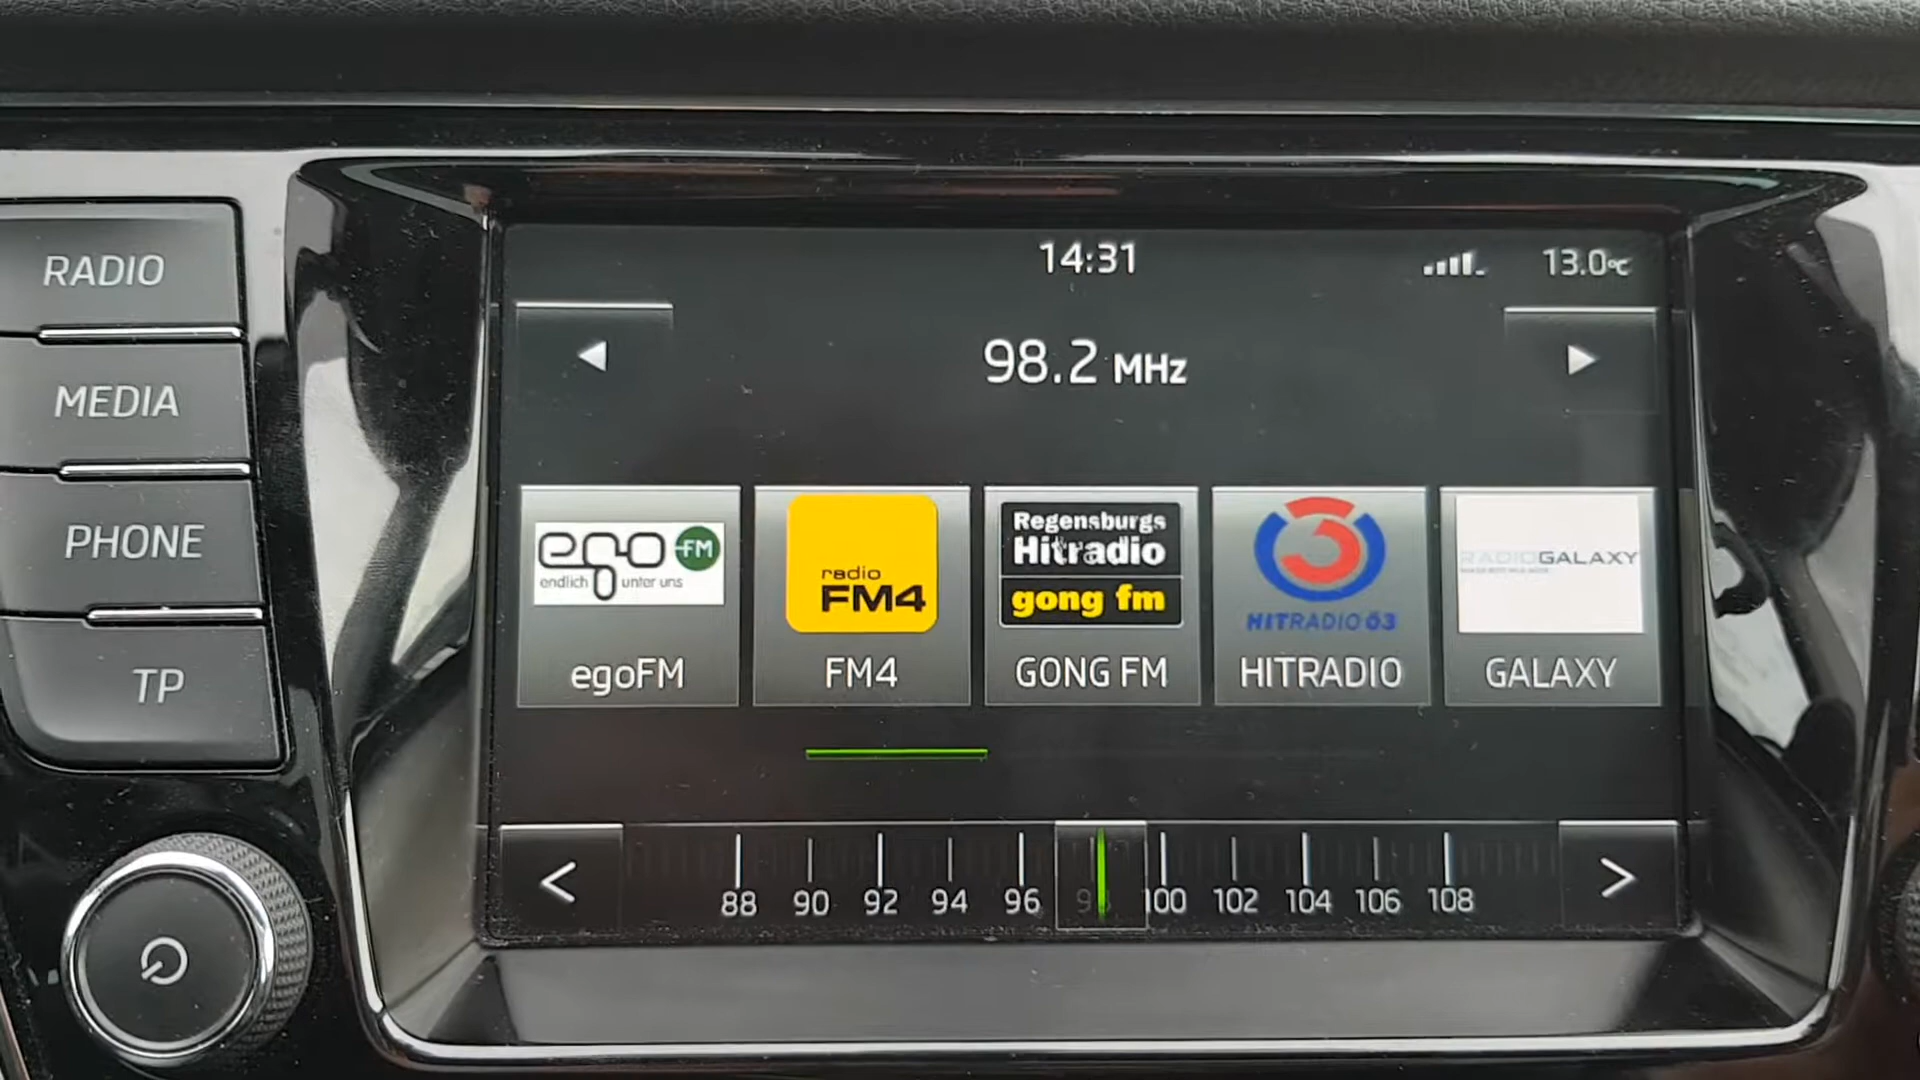 RADIO
MEDIA
PHONE
TP
14:31
13.0°C
98.2 MHz
ego FM
endlich unter uns
egoFM
radio
FM4
FM4
Regensburgs
Hitradio
gong fm
GONG FM
3
HITRADIO Ö3
HITRADIO
RADIOGALAXY
GALAXY
< 88 90 92 94 96 98 100 102 104 106 108 >